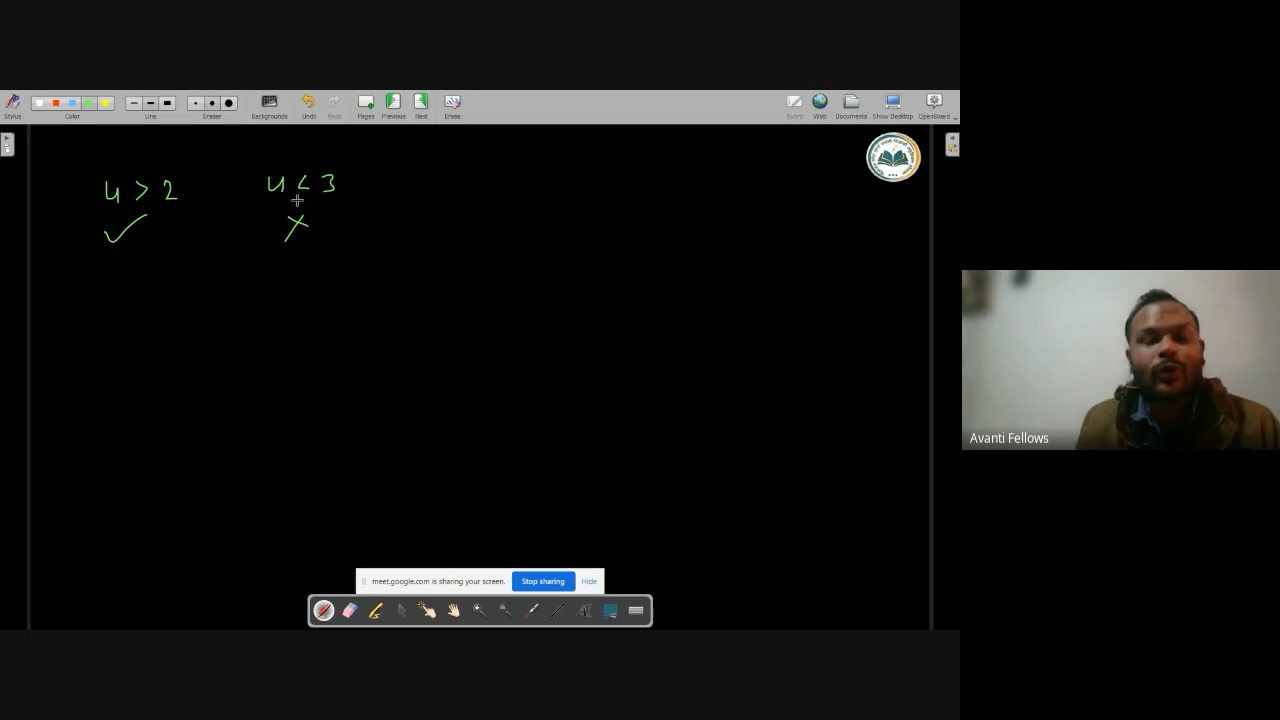 Stylus
Color
Line
Eraser
Backgrounds
Undo
Redo
Pages
Previous
Next
Erase
Board
Web
Documents
Show Desktop
OpenBoard
4 > 2
4 < 3
✓
×
Avanti Fellows
meet.google.com is sharing your screen.
Stop sharing
Hide